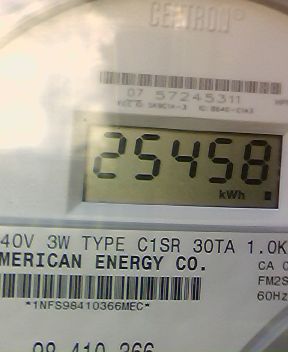 CENTRON
07 57245311
25458
kWh
40V 3W TYPE C1SR 30TA 1.0K
MERICAN ENERGY CO.
CA 0
FM2S
60Hz
*1NFS98410366MEC*
98 410 366